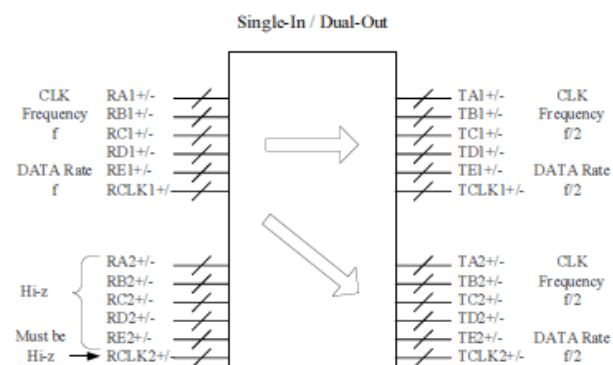 Single-In / Dual-Out
CLK RA1+/- TA1+/- CLK
Frequency RB1+/- TB1+/- Frequency
f RC1+/- TC1+/- f/2
RD1+/- TD1+/-
DATA Rate RE1+/- TE1+/- DATA Rate
f RCLK1+/- TCLK1+/- f/2
RA2+/- TA2+/- CLK
RB2+/- TB2+/- Frequency
Hi-z RC2+/- TC2+/- f/2
RD2+/- TD2+/-
Must be RE2+/- TE2+/- DATA Rate
Hi-z RCLK2+/- TCLK2+/- f/2